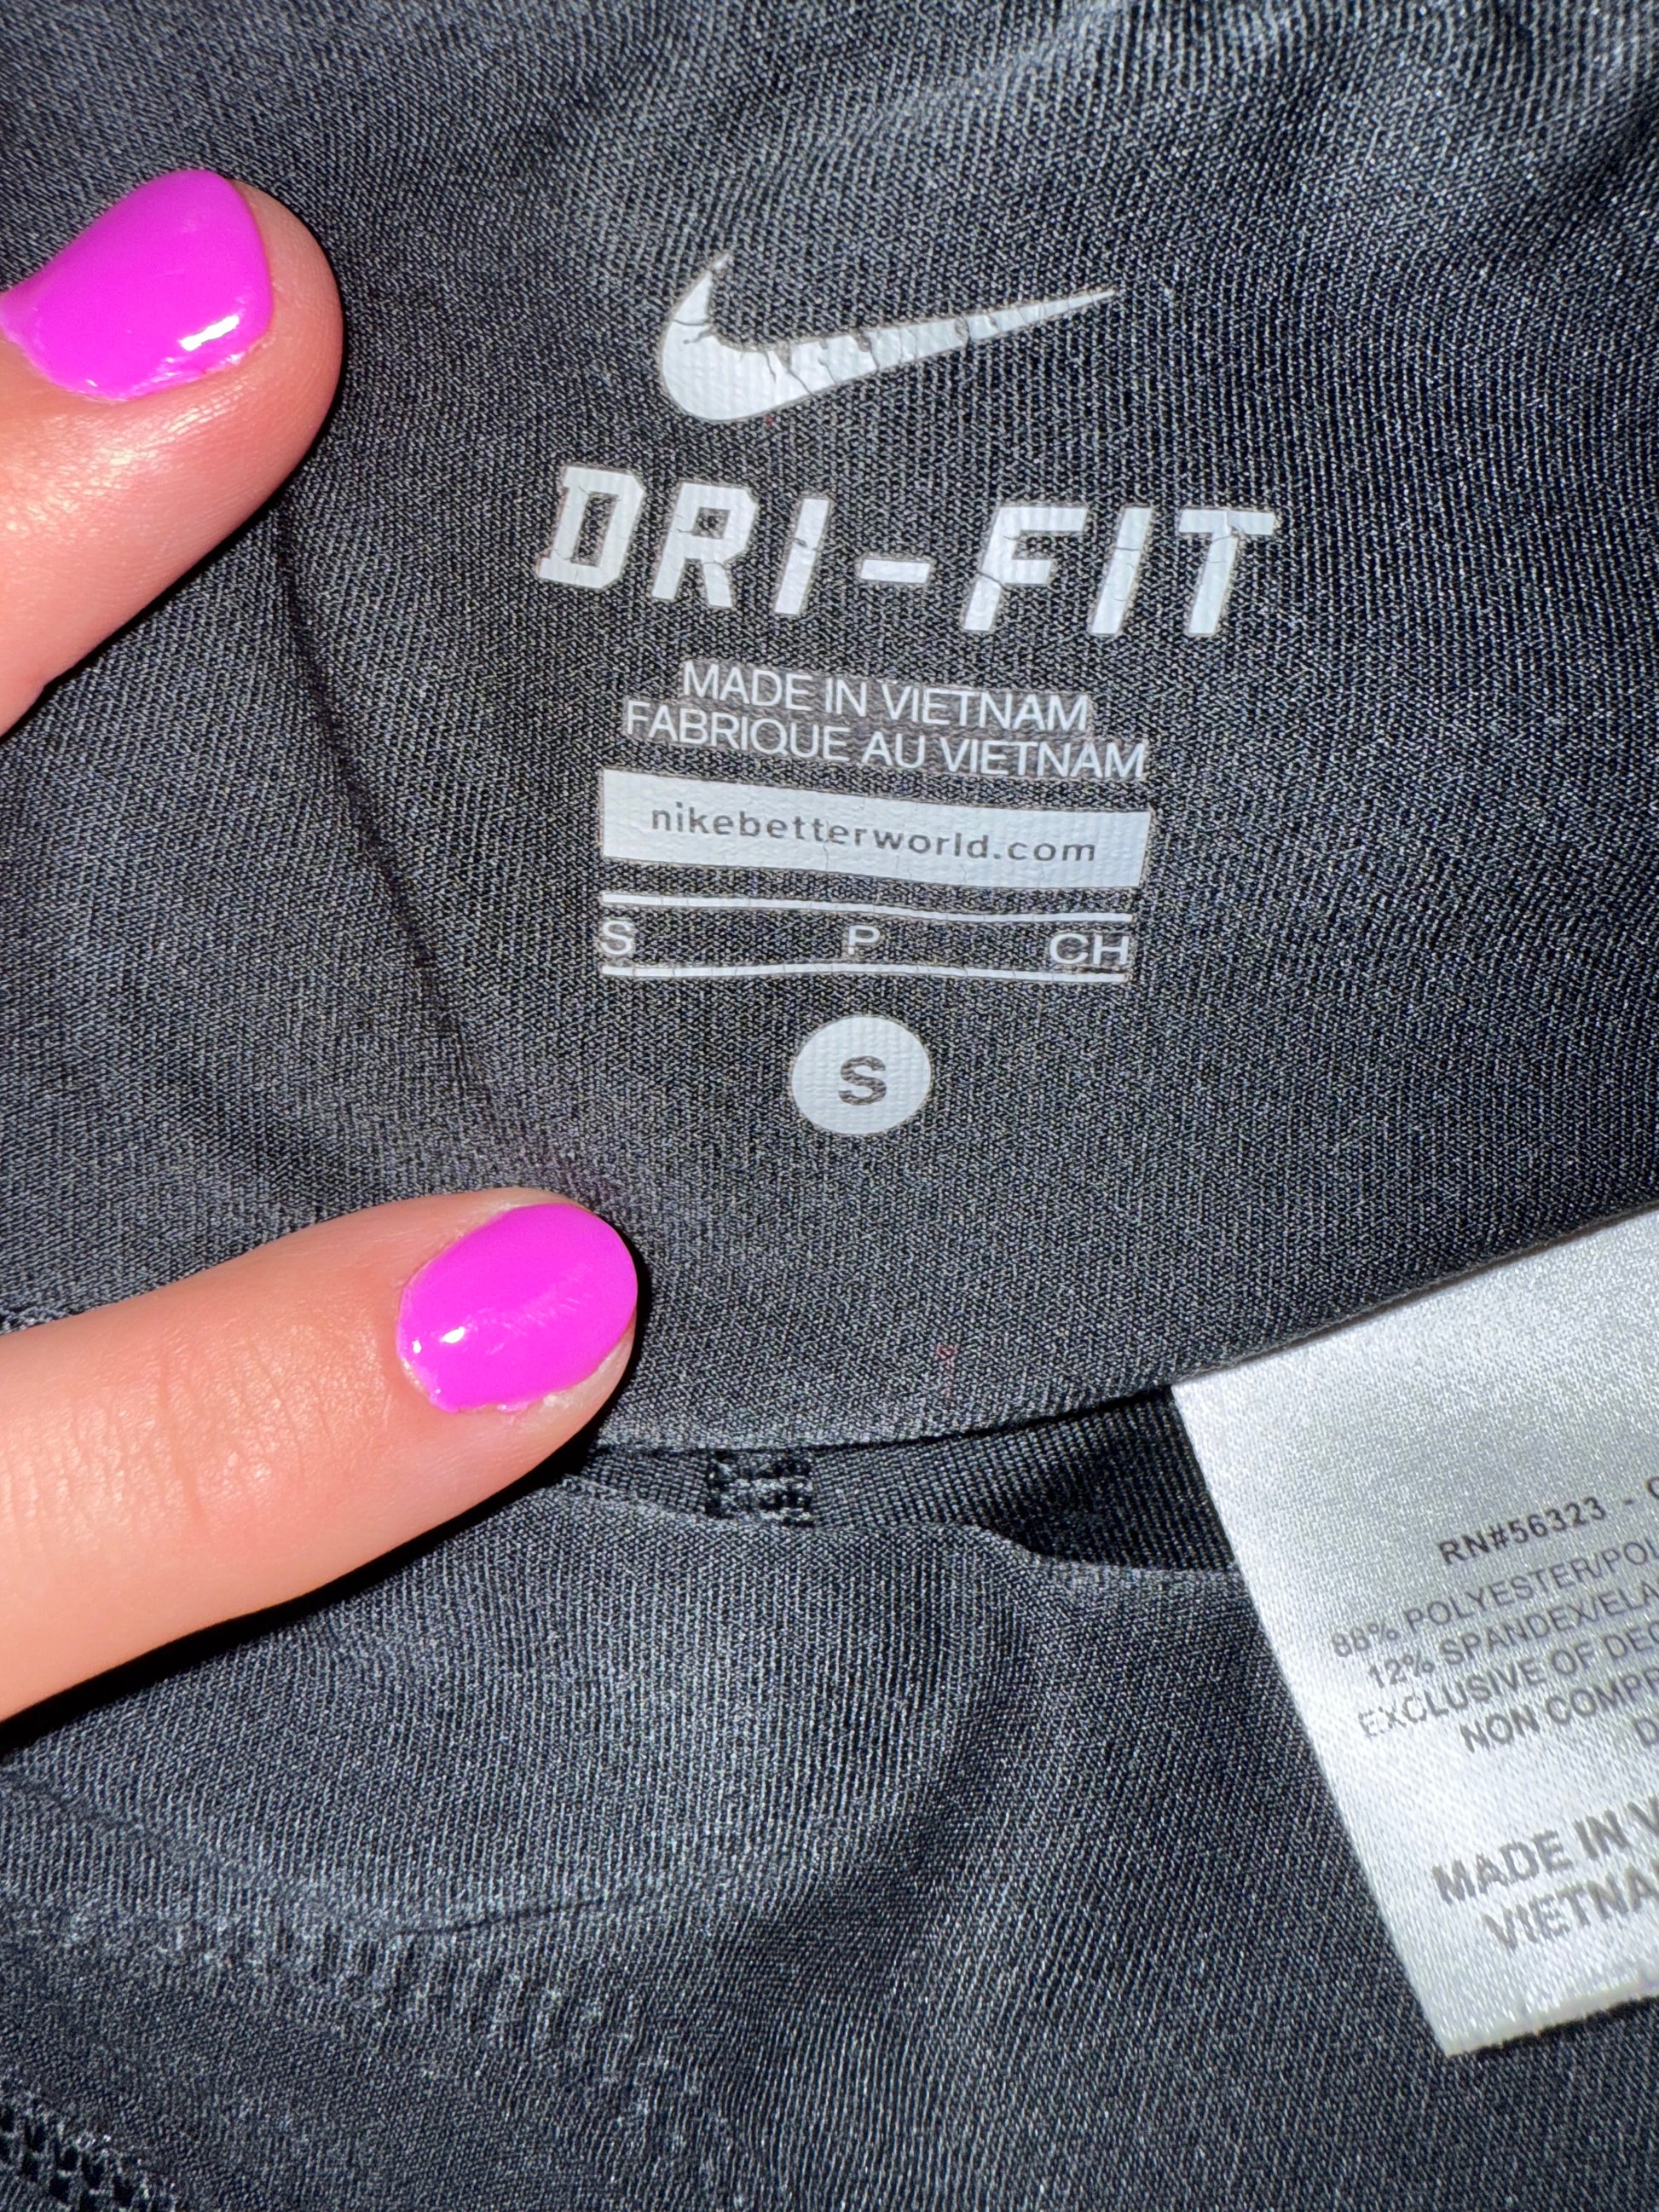 DRI-FIT
MADE IN VIETNAM
FABRIQUE AU VIETNAM
nikebetterworld.com
S P CH
S
RN#56323 -
88% POLYESTER/POL
12% SPANDEX/ELA
EXCLUSIVE OF DEC
NON COMPR
MADE IN V
VIETNA